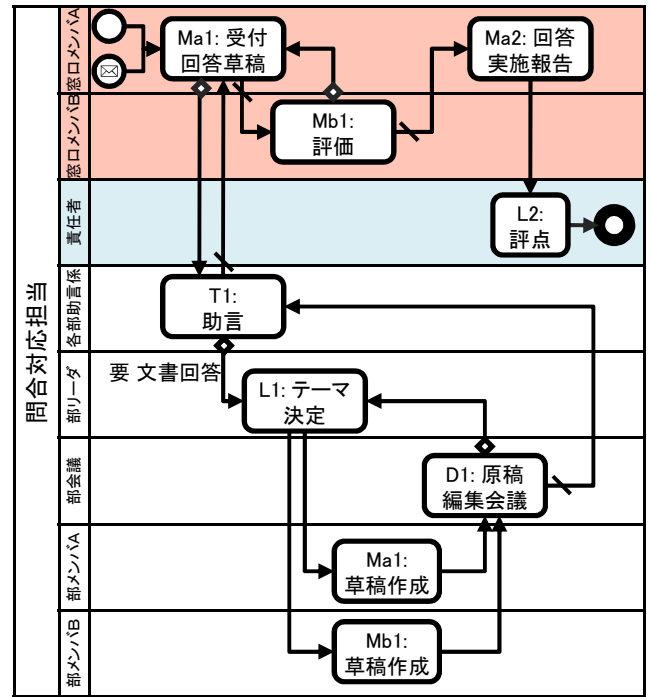 問合対応担当
窓口メンバA
Ma1: 受付
回答草稿
Ma2: 回答
実施報告
窓口メンバB
Mb1:
評価
責任者
L2:
評点
各部助言係
T1:
助言
部リーダ
要 文書回答
L1: テーマ
決定
部会議
D1: 原稿
編集会議
部メンバA
Ma1:
草稿作成
部メンバB
Mb1:
草稿作成